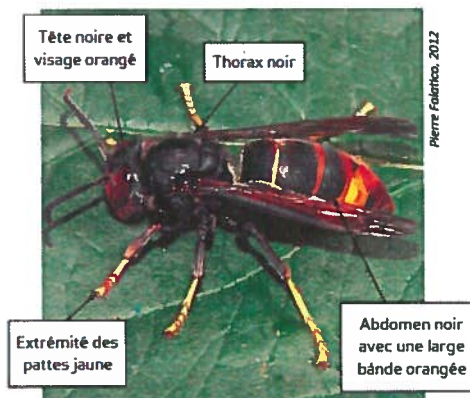 Tête noire et
visage orangé
Thorax noir
Pierre Falatico, 2012
Extrémité des
pattes jaune
Abdomen noir
avec une large
bande orangée